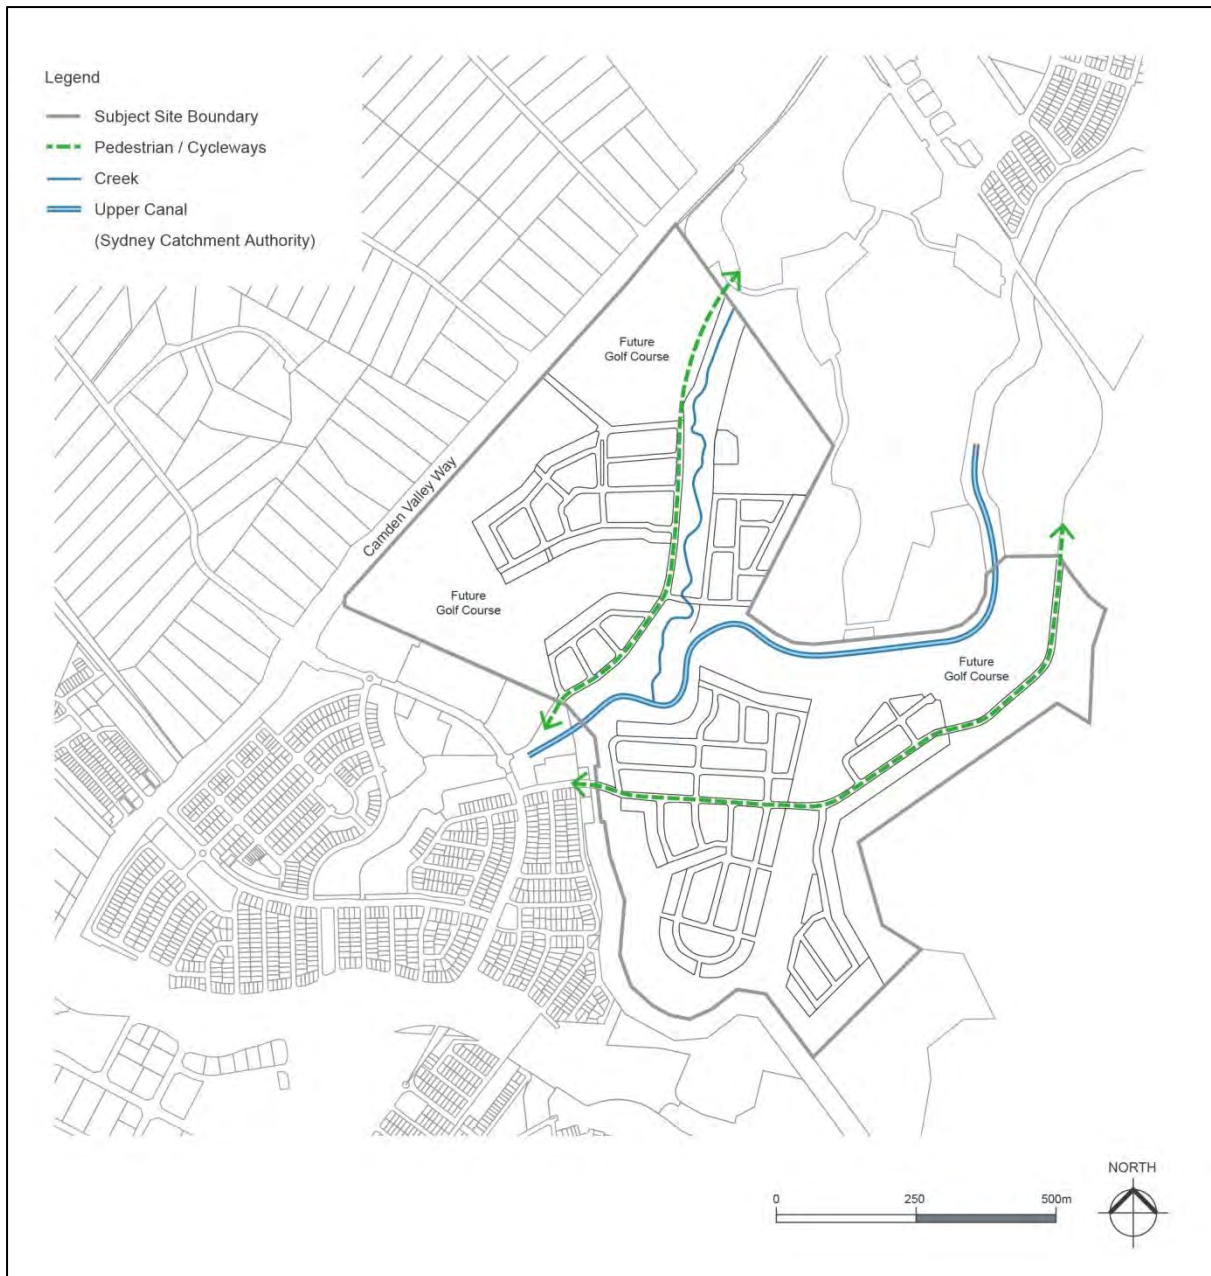 Legend
Subject Site Boundary
Pedestrian / Cycleways
Creek
Upper Canal
(Sydney Catchment Authority)
Future
Golf Course
Camden Valley Way
Future
Golf Course
Future
Golf Course
NORTH
0 250 500m